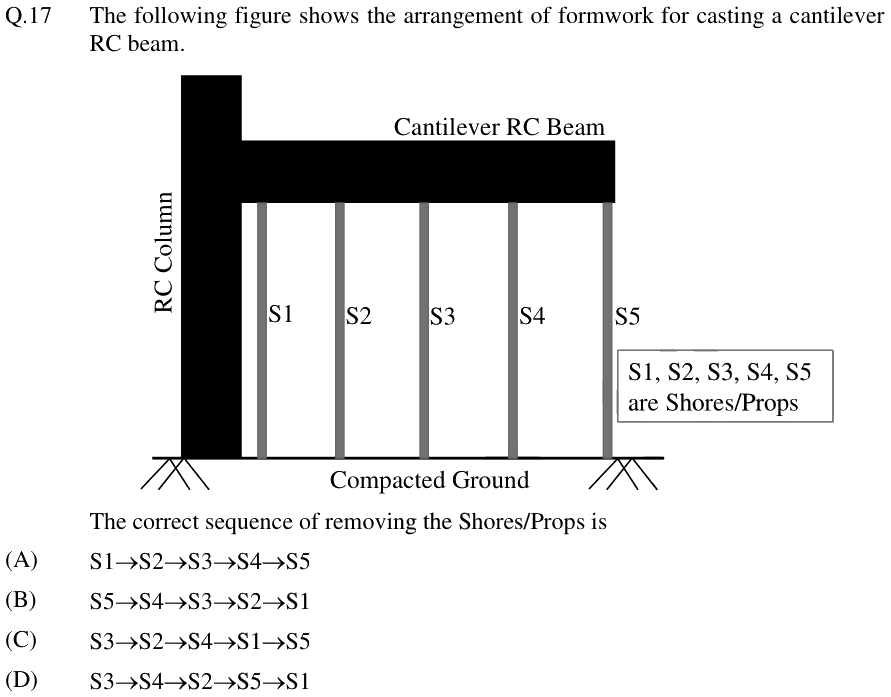 Q.17 The following figure shows the arrangement of formwork for casting a cantilever
RC beam.
Cantilever RC Beam
RC Column
S1 S2 S3 S4 S5
S1, S2, S3, S4, S5
are Shores/Props
Compacted Ground
The correct sequence of removing the Shores/Props is
(A) S1→S2→S3→S4→S5
(B) S5→S4→S3→S2→S1
(C) S3→S2→S4→S1→S5
(D) S3→S4→S2→S5→S1